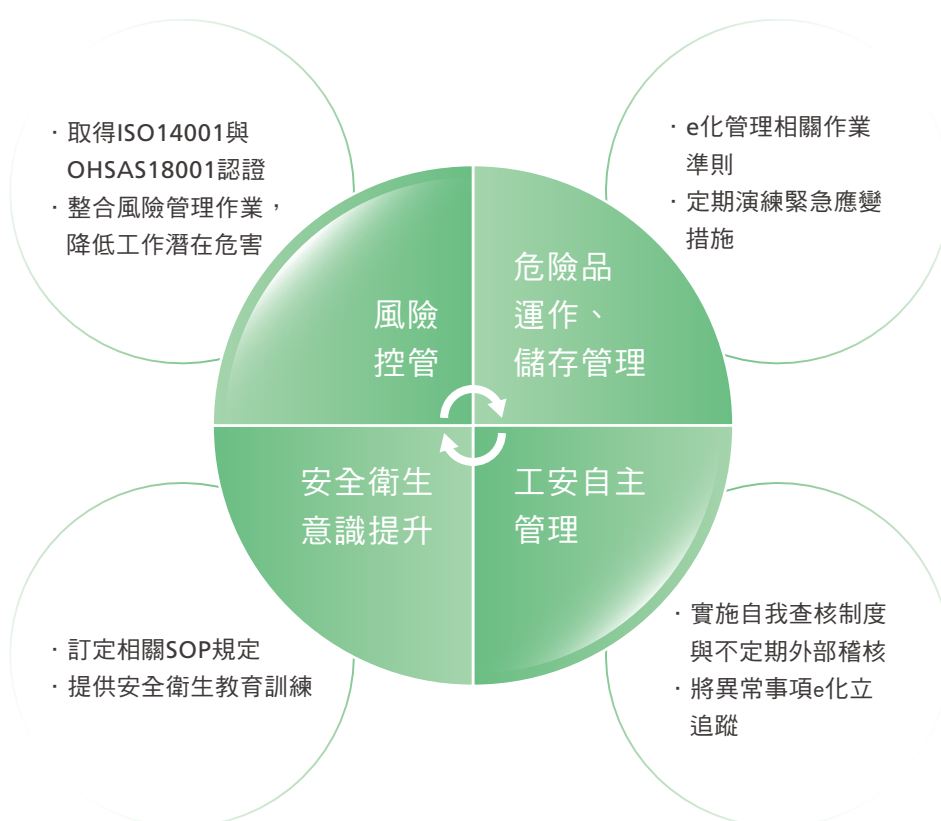 · 取得ISO14001與
OHSAS18001認證
· 整合風險管理作業，
降低工作潛在危害
· e化管理相關作業
準則
· 定期演練緊急應變
措施
風險
控管
危險品
運作、
儲存管理
安全衛生
意識提升
工安自主
管理
· 訂定相關SOP規定
· 提供安全衛生教育訓練
· 實施自我查核制度
與不定期外部稽核
· 將異常事項e化立
追蹤